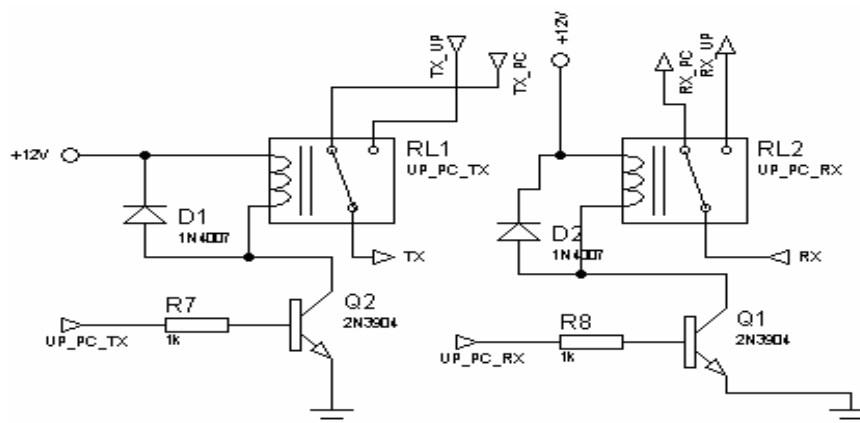 TX_UP
TX_PC
+12V
RL1
UP_PC_TX
D1
1N4007
TX
R7
1k
UP_PC_TX
Q2
2N3904
+12V
RX_PC
RX_UP
RL2
UP_PC_RX
D2
1N4007
RX
R8
1k
UP_PC_RX
Q1
2N3904